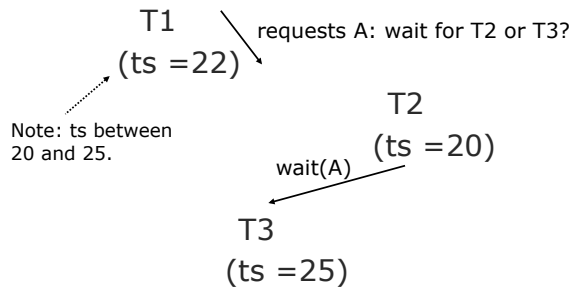 T1
(ts =22)
requests A: wait for T2 or T3?
Note: ts between
20 and 25.
T2
(ts =20)
wait(A)
T3
(ts =25)